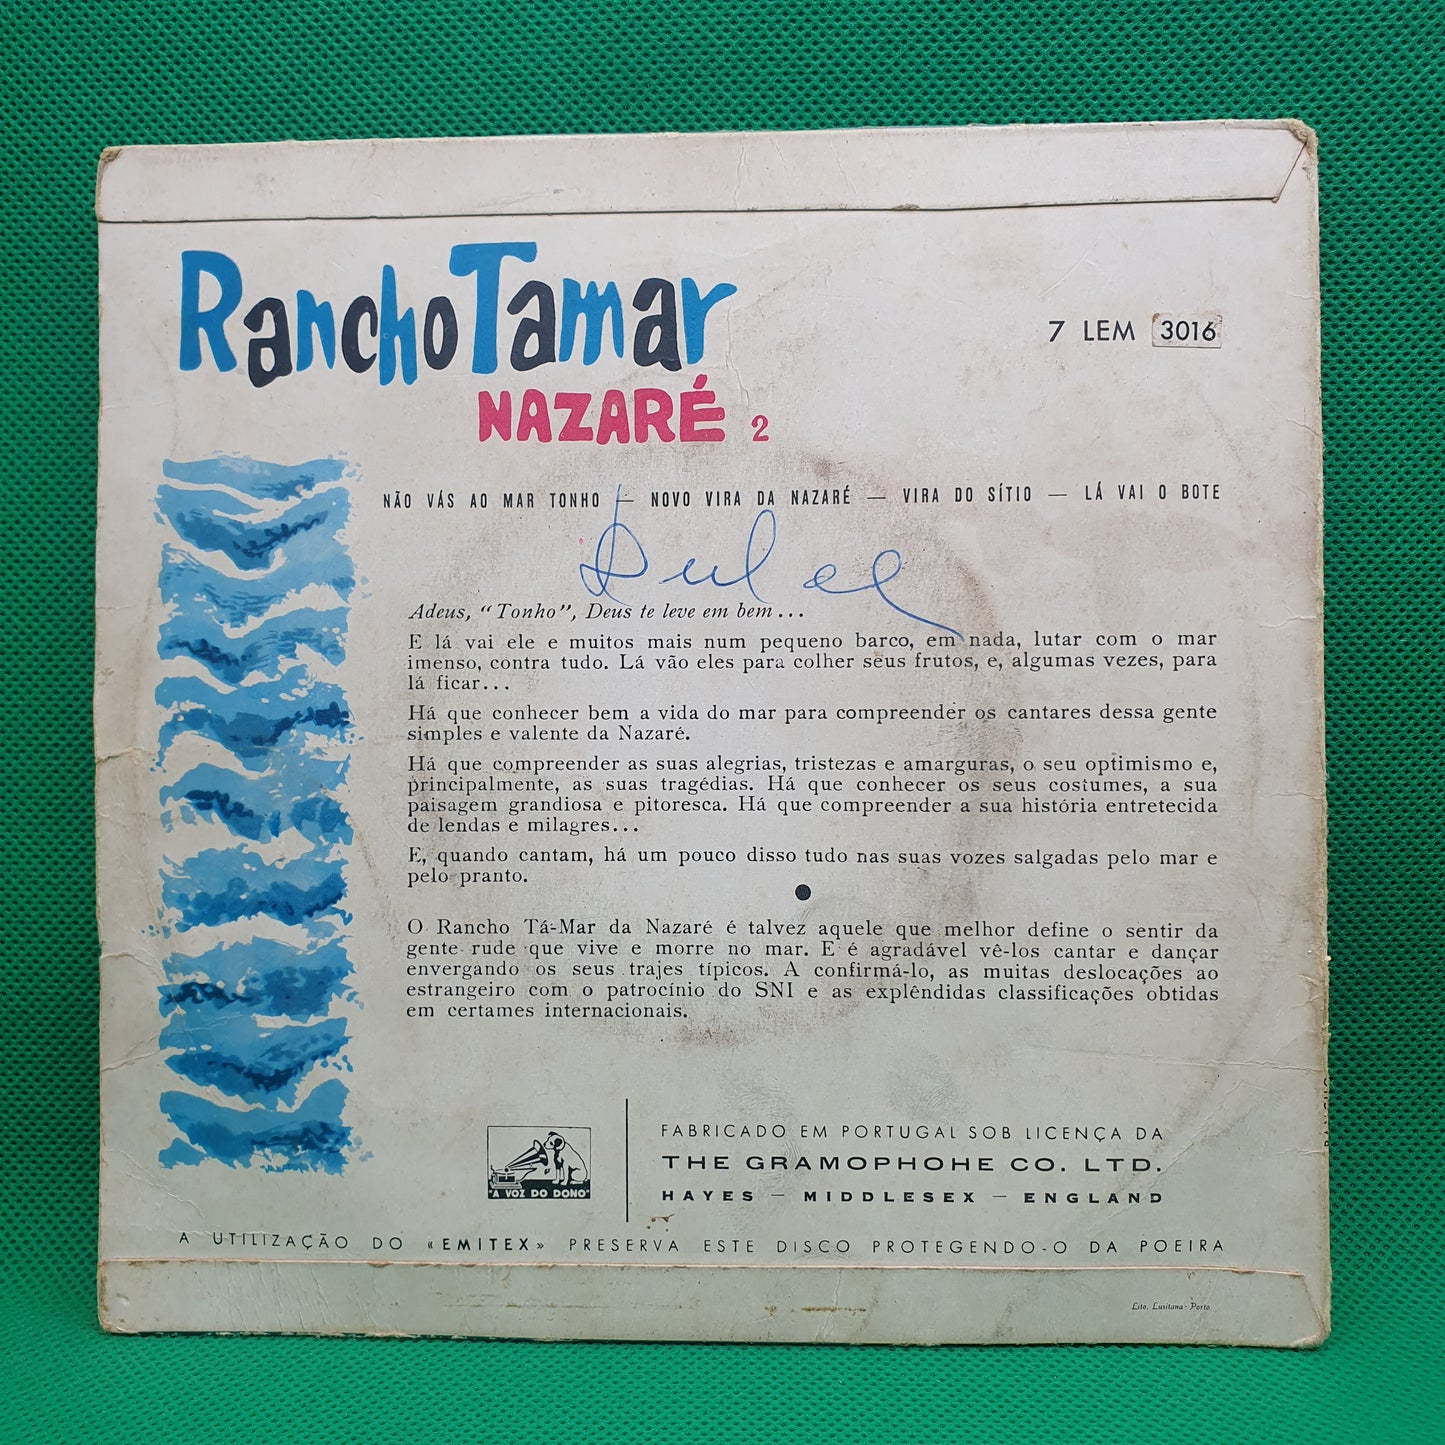 Rancho Tamar
NAZARÉ 2
7 LEM 3016
NÃO VÁS AO MAR TONHO — NOVO VIRA DA NAZARÉ — VIRA DO SÍTIO — LÁ VAI O BOTE
Dulce
Adeus, "Tonho", Deus te leve em bem...
E lá vai ele e muitos mais num pequeno barco, em nada, lutar com o mar
imenso, contra tudo. Lá vão eles para colher seus frutos, e, algumas vezes, para
lá ficar...
Há que conhecer bem a vida do mar para compreender os cantares dessa gente
simples e valente da Nazaré.
Há que compreender as suas alegrias, tristezas e amarguras, o seu optimismo e,
principalmente, as suas tragédias. Há que conhecer os seus costumes, a sua
paisagem grandiosa e pitoresca. Há que compreender a sua história entretecida
de lendas e milagres...
E, quando cantam, há um pouco disso tudo nas suas vozes salgadas pelo mar e
pelo pranto.
O Rancho Tá-Mar da Nazaré é talvez aquele que melhor define o sentir da
gente rude que vive e morre no mar. E é agradável vê-los cantar e dançar
envergando os seus trajes típicos. A confirmá-lo, as muitas deslocações ao
estrangeiro com o patrocínio do SNI e as explêndidas classificações obtidas
em certames internacionais.
"A VOZ DO DONO"
FABRICADO EM PORTUGAL SOB LICENÇA DA
THE GRAMOPHOHE CO. LTD.
HAYES — MIDDLESEX — ENGLAND
A UTILIZAÇÃO DO «EMITEX» PRESERVA ESTE DISCO PROTEGENDO-O DA POEIRA
Lito. Lusitana - Porto